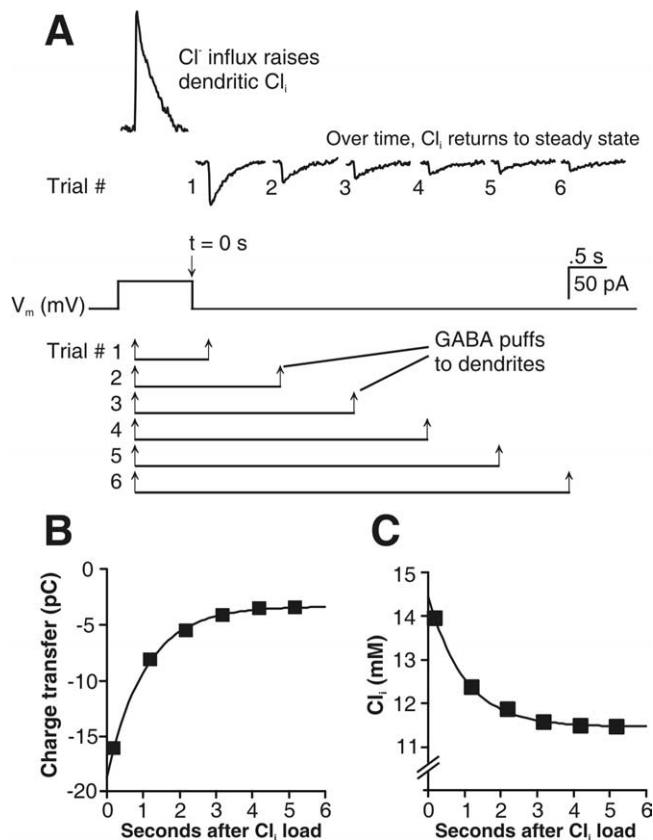 A
Cl⁻ influx raises
dendritic Clᵢ
Over time, Clᵢ returns to steady state
Trial #
1 2 3 4 5 6
t = 0 s
.5 s
50 pA
Vₘ (mV)
Trial # 1
GABA puffs
to dendrites
2
3
4
5
6
B
C
Charge transfer (pC)
0
-5
-10
-15
-20
0 1 2 3 4 5 6
Seconds after Clᵢ load
Clᵢ (mM)
15
14
13
12
11
0 1 2 3 4 5 6
Seconds after Clᵢ load